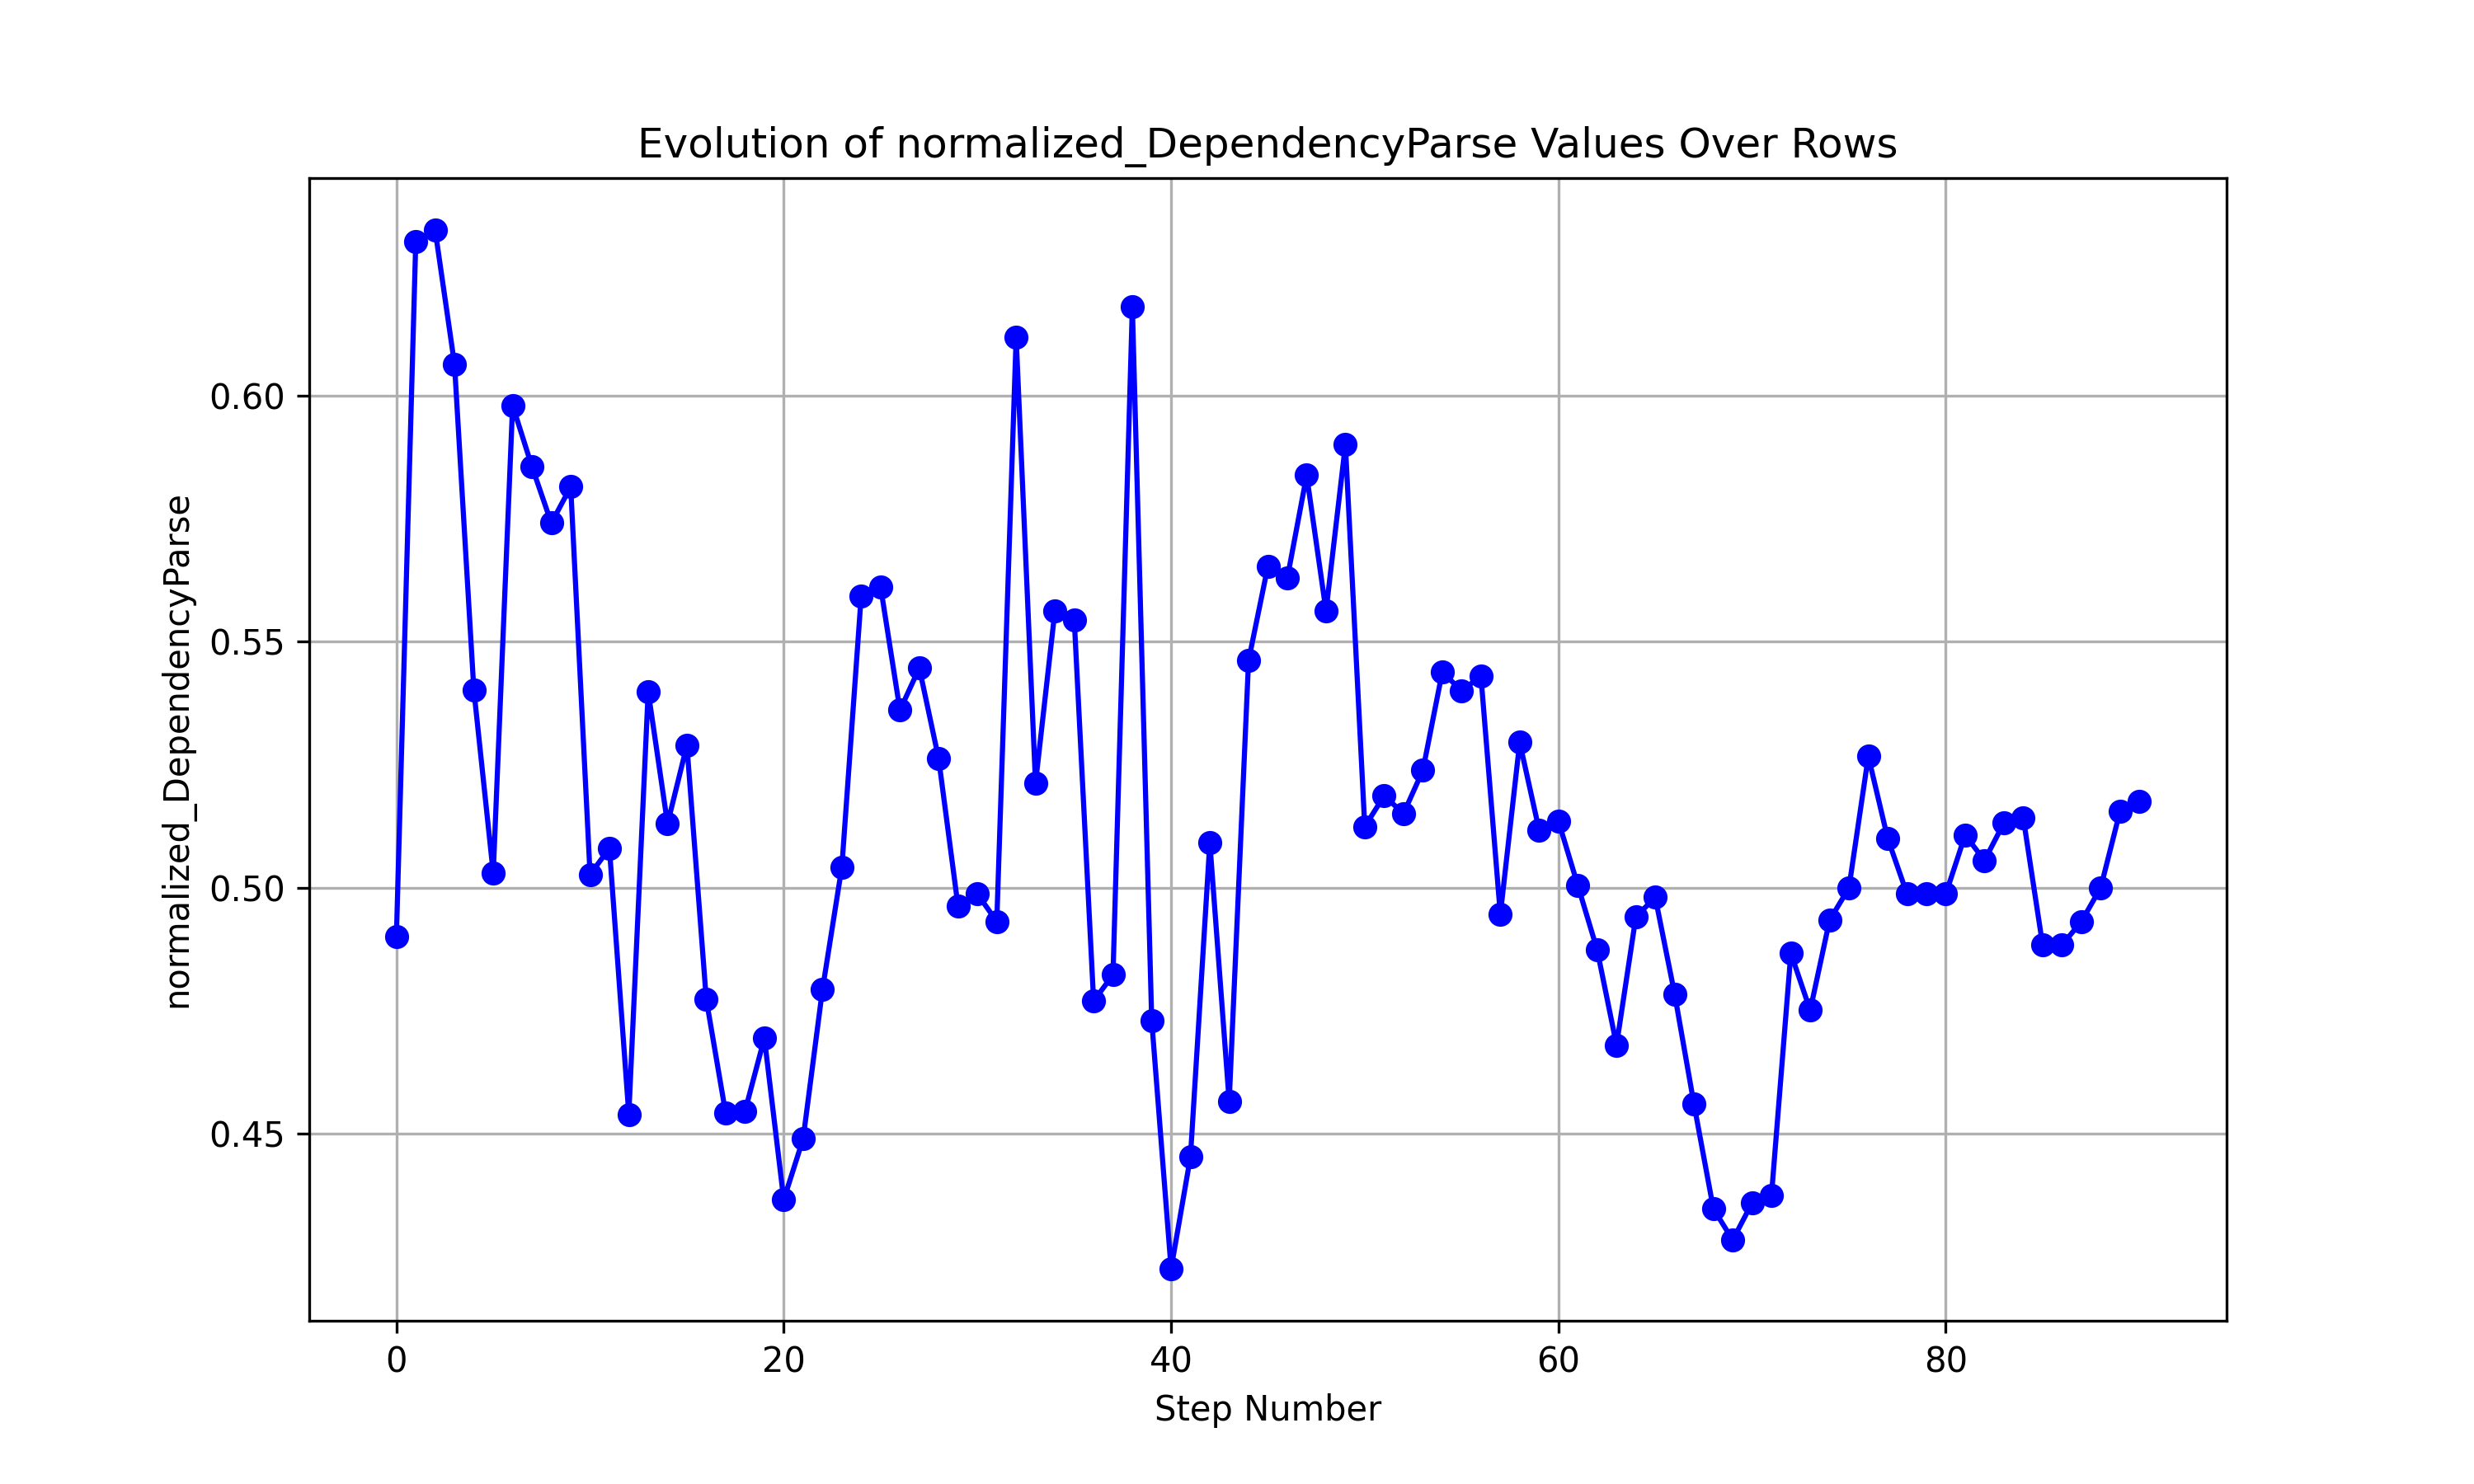 Evolution of normalized_DependencyParse Values Over Rows
normalized_DependencyParse
0.60
0.55
0.50
0.45
0 20 40 60 80
Step Number